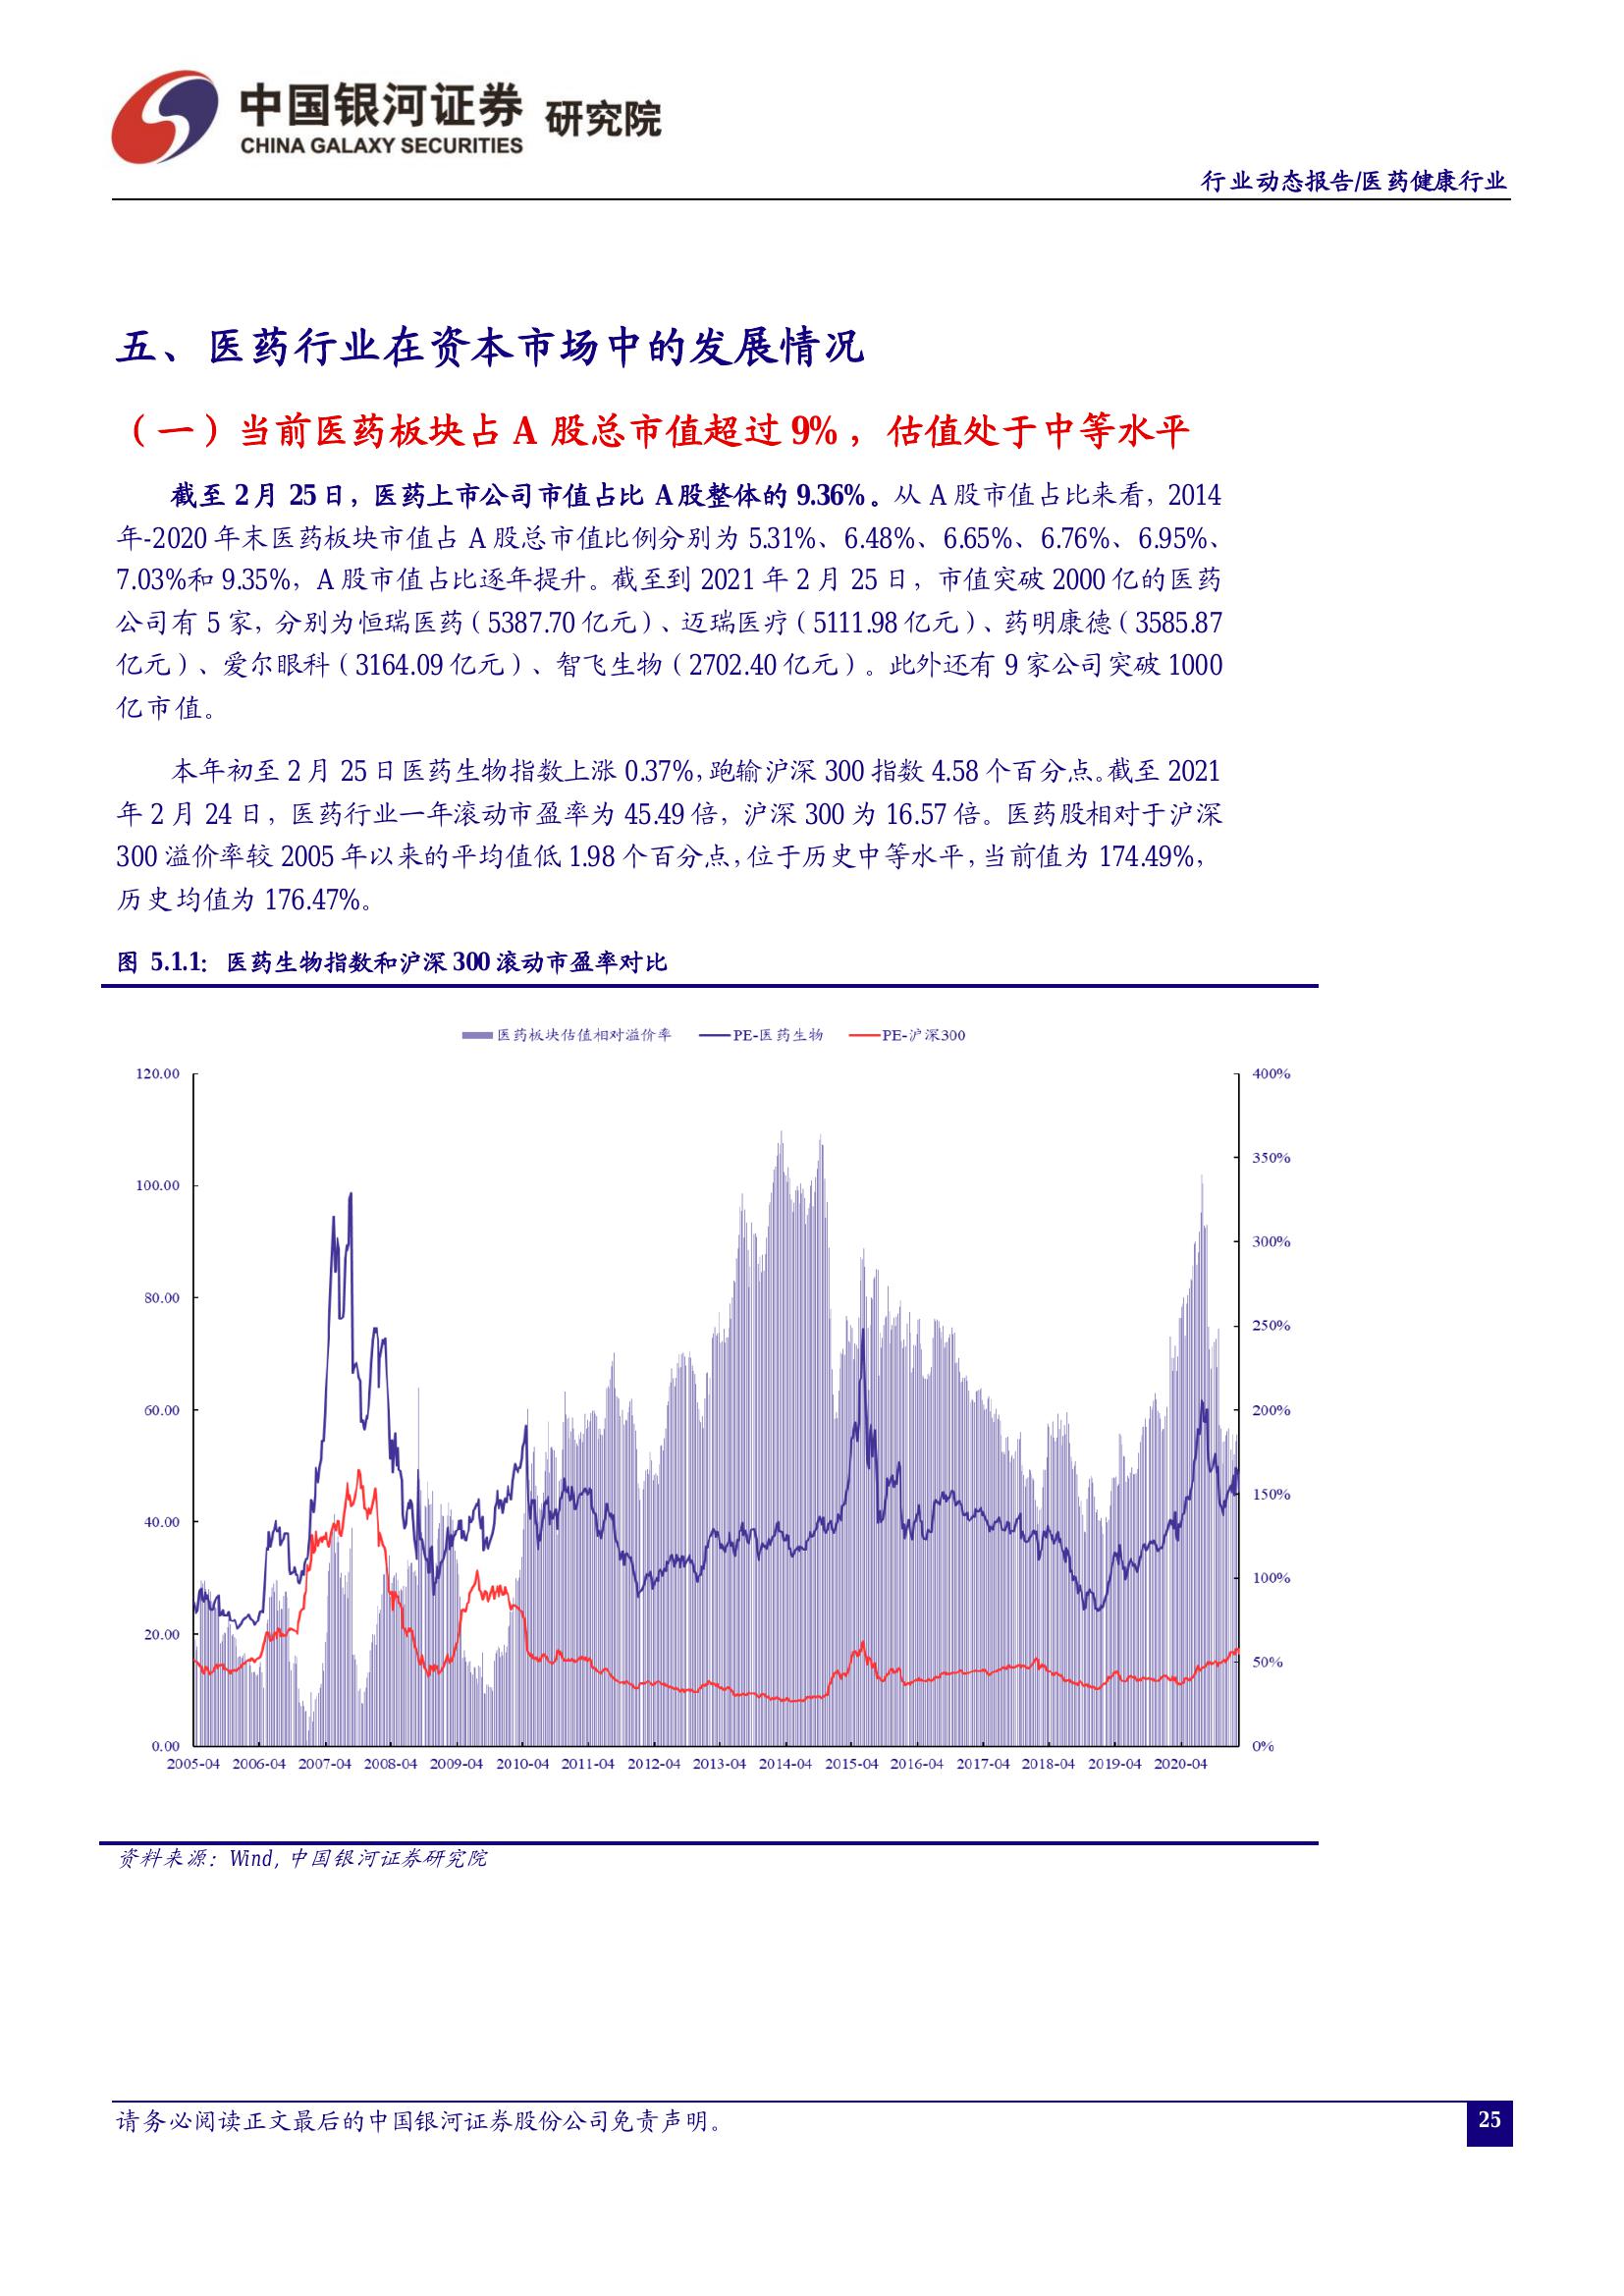 中国银河证券 研究院
CHINA GALAXY SECURITIES
行业动态报告/医药健康行业
五、医药行业在资本市场中的发展情况
（一）当前医药板块占 A 股总市值超过 9%，估值处于中等水平
截至 2 月 25 日，医药上市公司市值占比 A 股整体的 9.36%。从 A 股市值占比来看，2014
年-2020 年末医药板块市值占 A 股总市值比例分别为 5.31%、6.48%、6.65%、6.76%、6.95%、
7.03%和 9.35%，A 股市值占比逐年提升。截至到 2021 年 2 月 25 日，市值突破 2000 亿的医药
公司有 5 家，分别为恒瑞医药（5387.70 亿元）、迈瑞医疗（5111.98 亿元）、药明康德（3585.87
亿元）、爱尔眼科（3164.09 亿元）、智飞生物（2702.40 亿元）。此外还有 9 家公司突破 1000
亿市值。
本年初至 2 月 25 日医药生物指数上涨 0.37%，跑输沪深 300 指数 4.58 个百分点。截至 2021
年 2 月 24 日，医药行业一年滚动市盈率为 45.49 倍，沪深 300 为 16.57 倍。医药股相对于沪深
300 溢价率较 2005 年以来的平均值低 1.98 个百分点，位于历史中等水平，当前值为 174.49%，
历史均值为 176.47%。
图 5.1.1：医药生物指数和沪深 300 滚动市盈率对比
医药板块估值相对溢价率 PE-医药生物 PE-沪深300
120.00 400%
350%
100.00
300%
80.00
250%
60.00 200%
40.00 150%
100%
20.00
50%
0.00 0%
2005-04 2006-04 2007-04 2008-04 2009-04 2010-04 2011-04 2012-04 2013-04 2014-04 2015-04 2016-04 2017-04 2018-04 2019-04 2020-04
资料来源：Wind, 中国银河证券研究院
请务必阅读正文最后的中国银河证券股份公司免责声明。
25